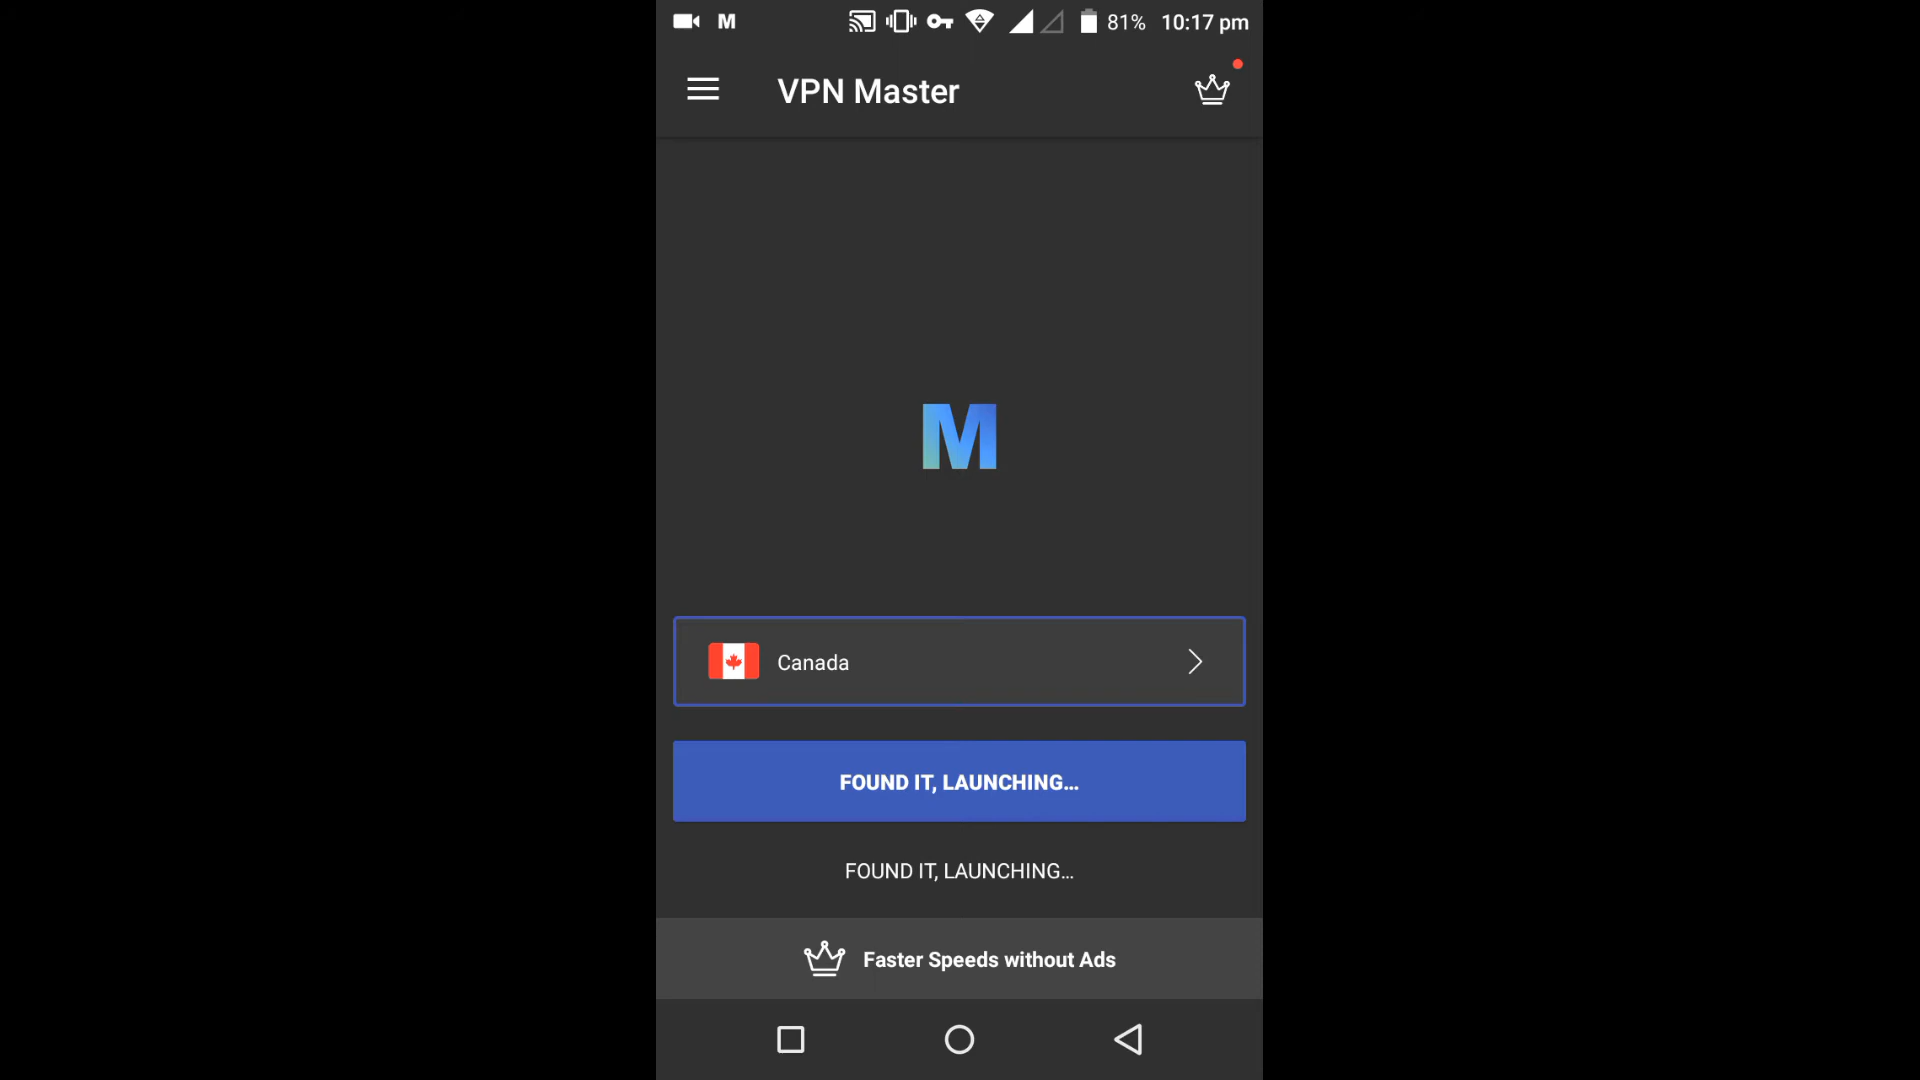 M 81% 10:17 pm
VPN Master
M
Canada
FOUND IT, LAUNCHING...
FOUND IT, LAUNCHING...
Faster Speeds without Ads